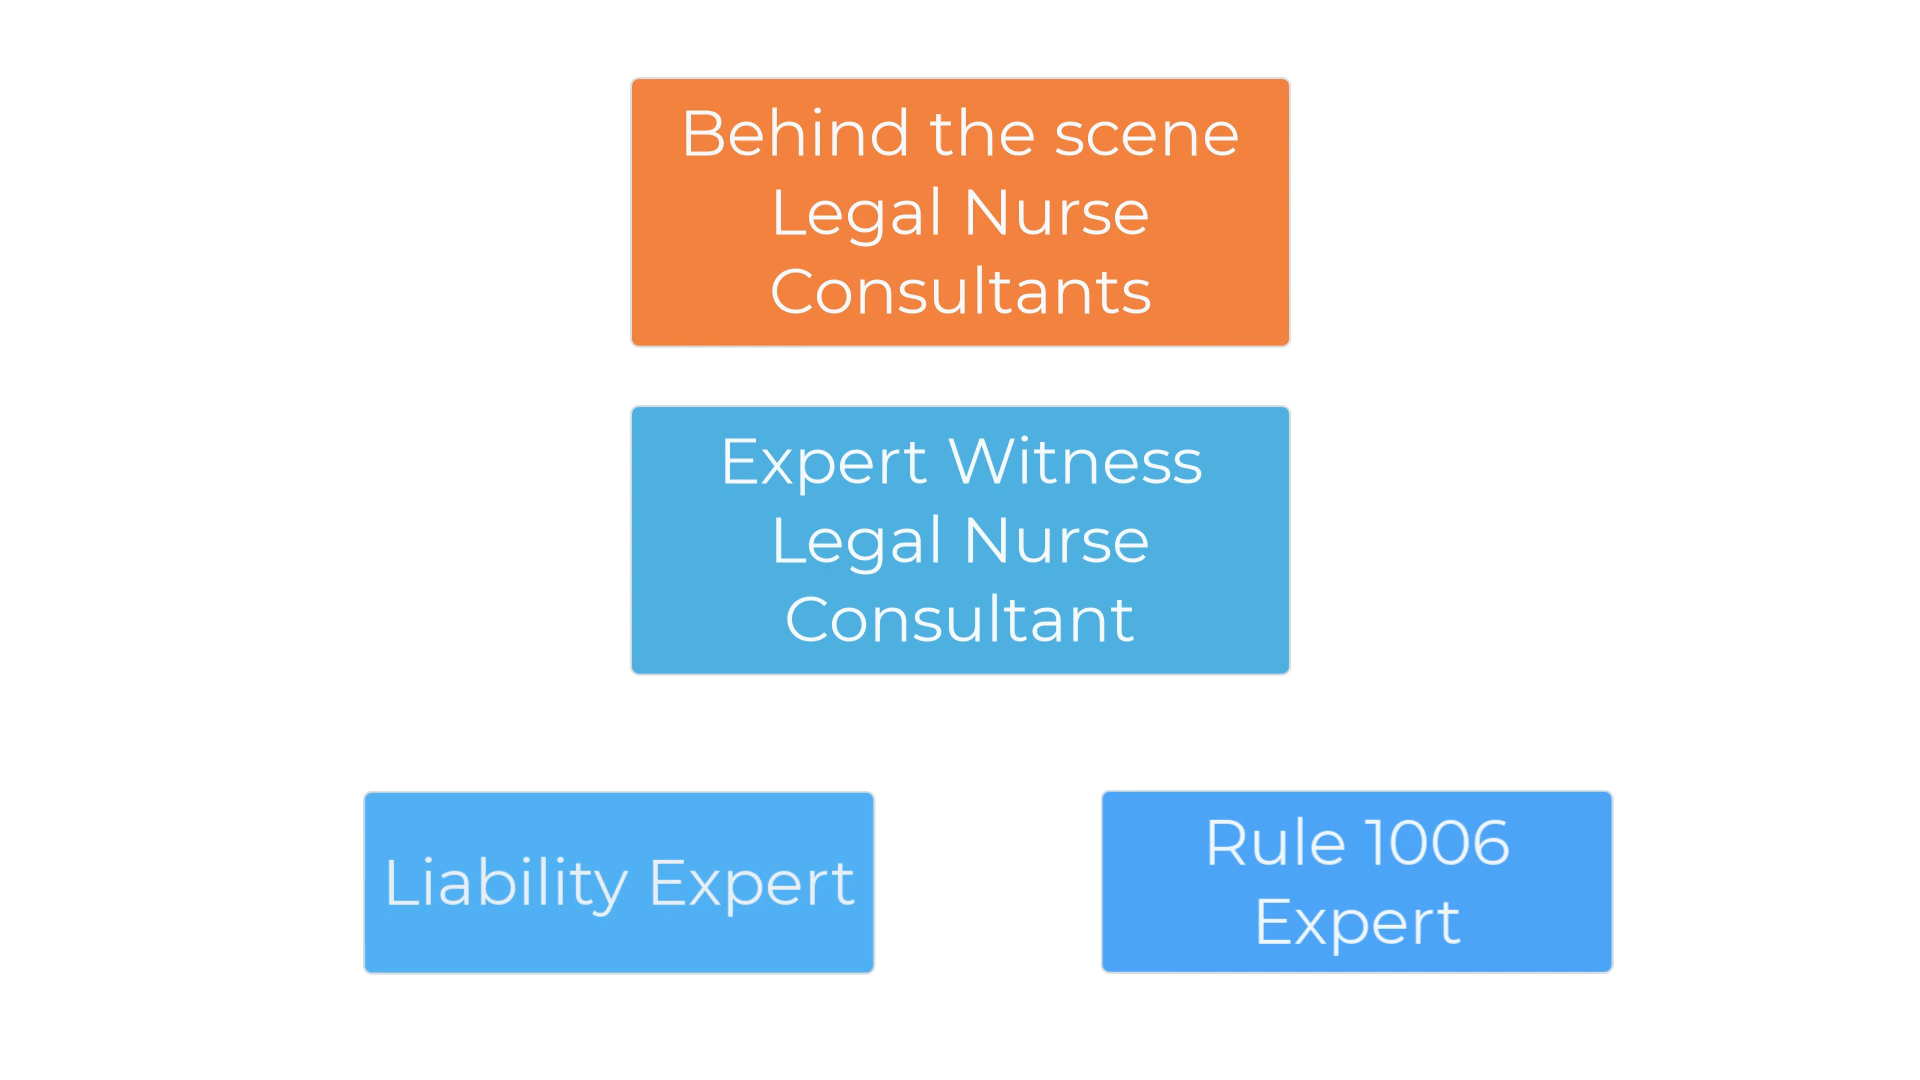 Behind the scene
Legal Nurse
Consultants
Expert Witness
Legal Nurse
Consultant
Liability Expert
Rule 1006
Expert